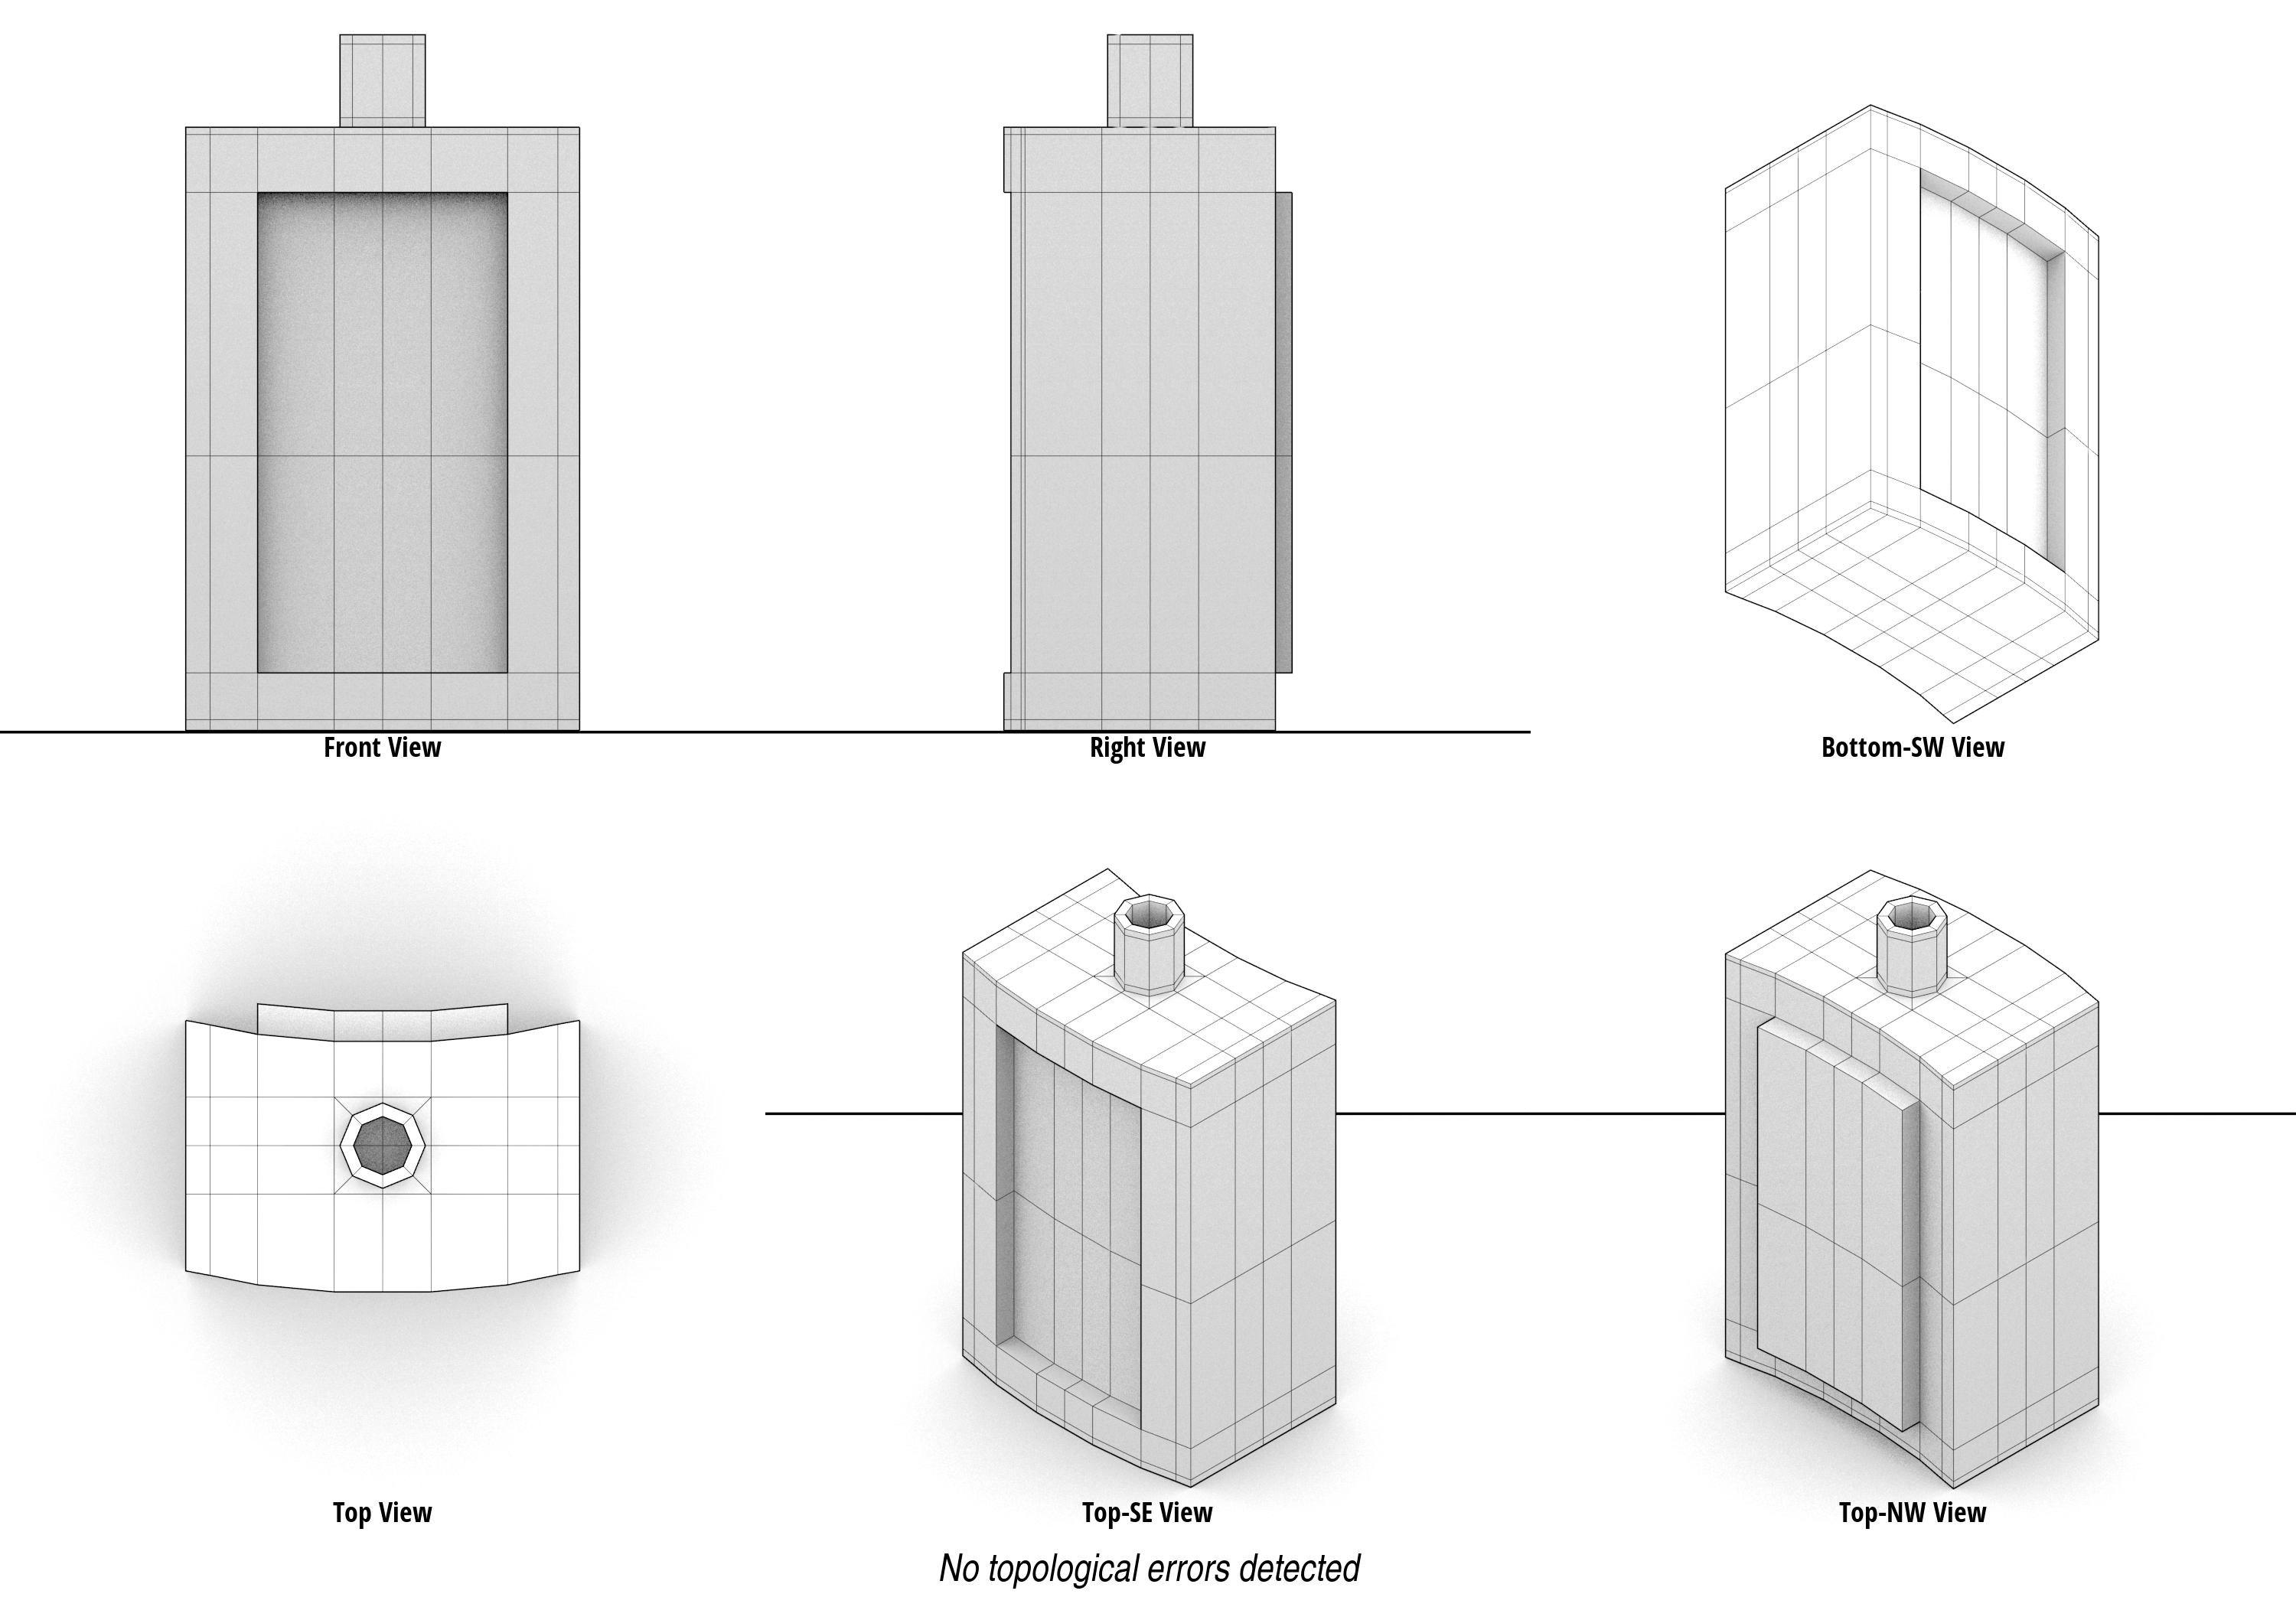 Front View
Right View
Bottom-SW View
Top View
Top-SE View
Top-NW View
No topological errors detected